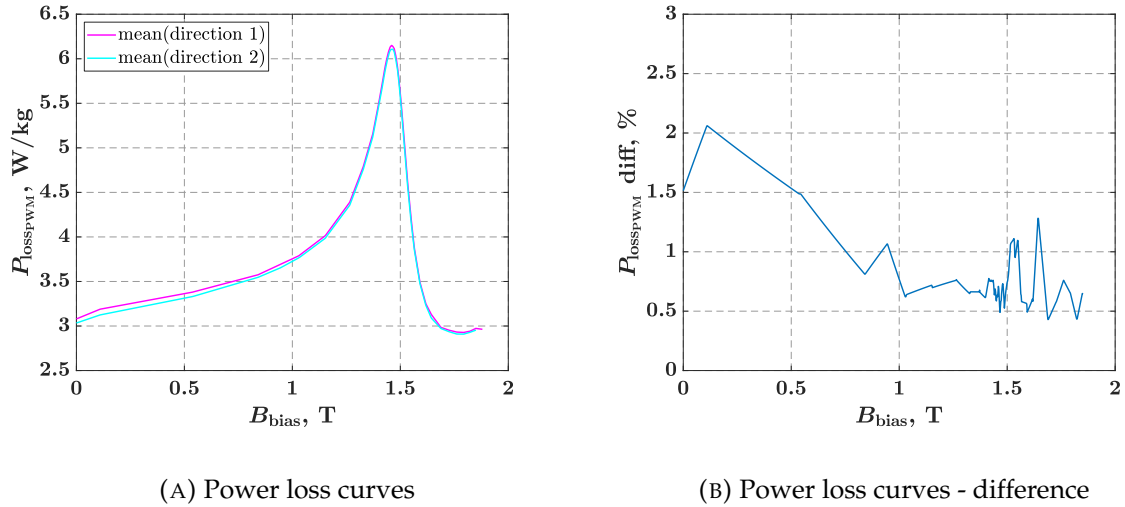 6.5
6
5.5
5
4.5
4
3.5
3
2.5
P_lossPWM, W/kg
mean(direction 1)
mean(direction 2)
0 0.5 1 1.5 2
B_bias, T
(A) Power loss curves
3
2.5
2
1.5
1
0.5
0
P_lossPWM diff, %
0 0.5 1 1.5 2
B_bias, T
(B) Power loss curves - difference